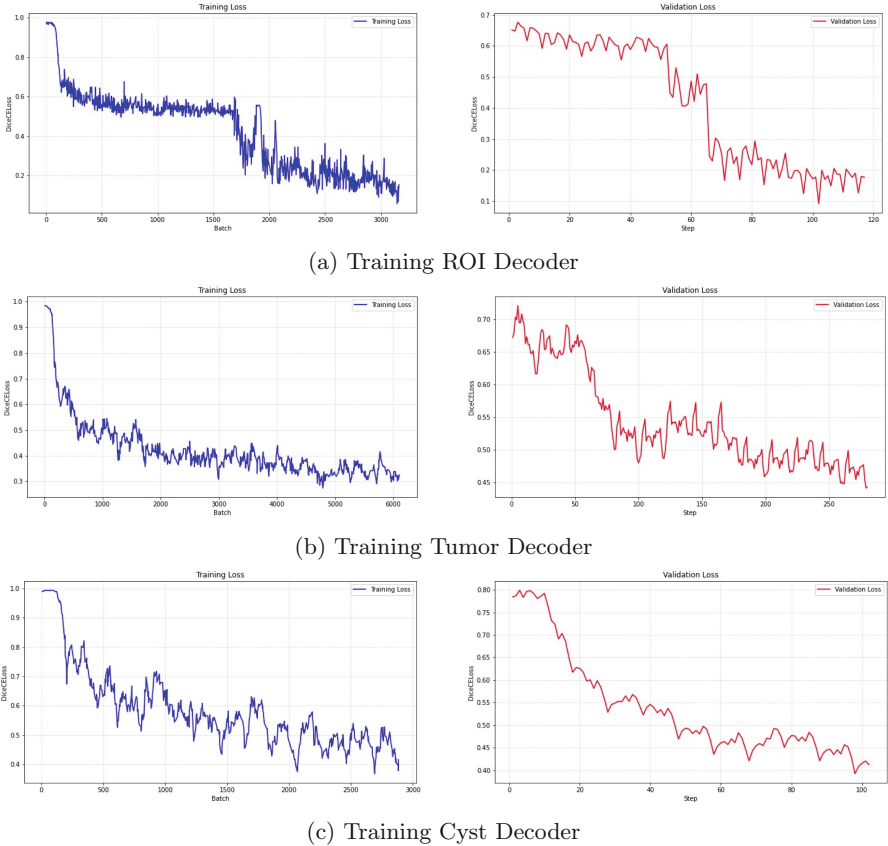 Training Loss
Training Loss
DiceCELoss
1.0
0.8
0.6
0.4
0.2
0 500 1000 1500 2000 2500 3000
Batch
Validation Loss
Validation Loss
DiceCELoss
0.7
0.6
0.5
0.4
0.3
0.2
0.1
0 20 40 60 80 100 120
Step
(a) Training ROI Decoder
Training Loss
Training Loss
DiceCELoss
1.0
0.9
0.8
0.7
0.6
0.5
0.4
0.3
0 1000 2000 3000 4000 5000 6000
Batch
Validation Loss
Validation Loss
DiceCELoss
0.70
0.65
0.60
0.55
0.50
0.45
0 50 100 150 200 250
Step
(b) Training Tumor Decoder
Training Loss
Training Loss
DiceCELoss
1.0
0.9
0.8
0.7
0.6
0.5
0.4
0 500 1000 1500 2000 2500 3000
Batch
Validation Loss
Validation Loss
DiceCELoss
0.80
0.75
0.70
0.65
0.60
0.55
0.50
0.45
0.40
0 20 40 60 80 100
Step
(c) Training Cyst Decoder